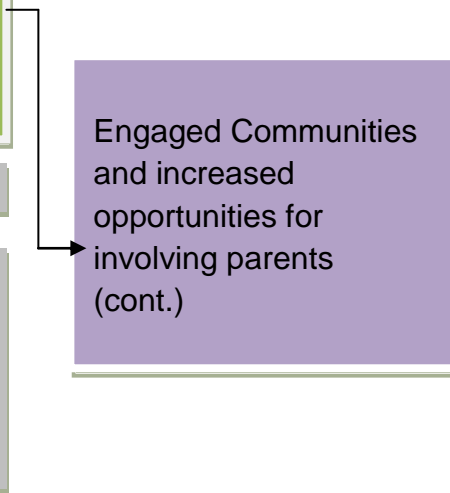 Engaged Communities
and increased
opportunities for
involving parents
(cont.)